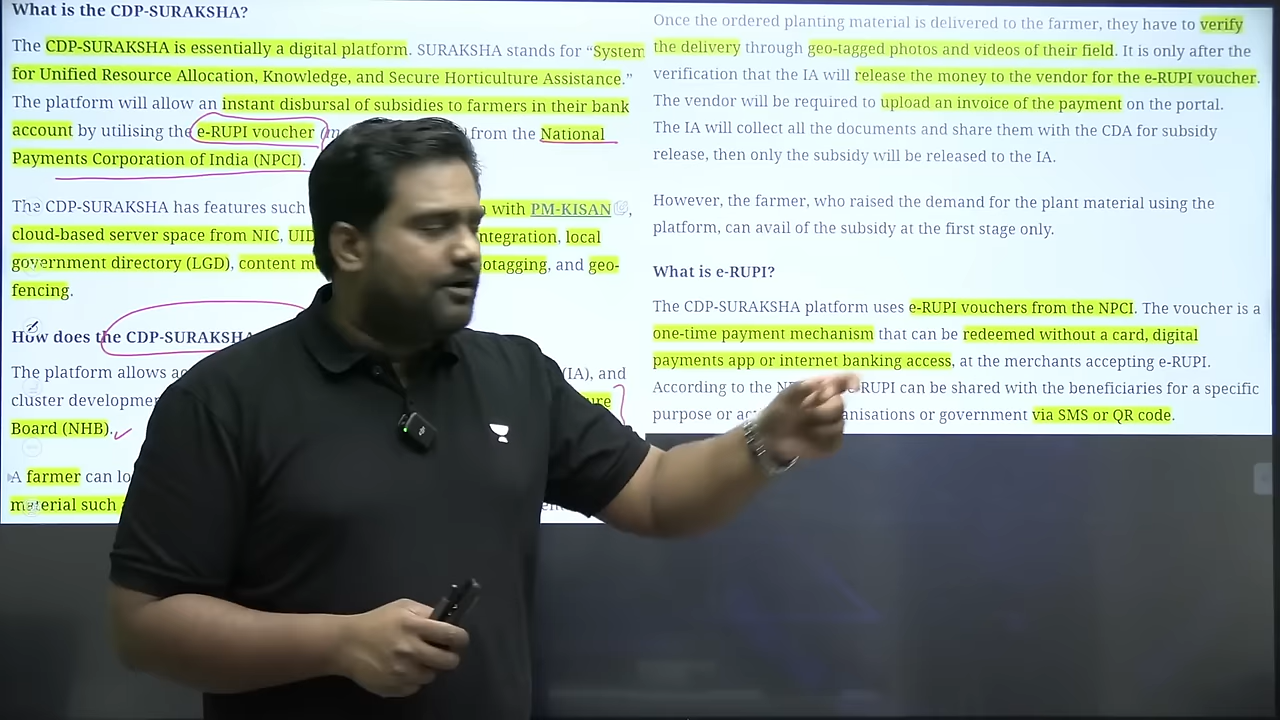 What is the CDP-SURAKSHA?
The CDP-SURAKSHA is essentially a digital platform. SURAKSHA stands for “System
for Unified Resource Allocation, Knowledge, and Secure Horticulture Assistance.”
The platform will allow an instant disbursal of subsidies to farmers in their bank
account by utilising the e-RUPI voucher from the National
Payments Corporation of India (NPCI).
The CDP-SURAKSHA has features such with PM-KISAN,
cloud-based server space from NIC, UID ntegration, local
government directory (LGD), content m otagging, and geo-
fencing.
How does the CDP-SURAKSHA
The platform allows (IA), and
cluster developme
Board (NHB).
A farmer can lo
material such
Once the ordered planting material is delivered to the farmer, they have to verify
the delivery through geo-tagged photos and videos of their field. It is only after the
verification that the IA will release the money to the vendor for the e-RUPI voucher.
The vendor will be required to upload an invoice of the payment on the portal.
The IA will collect all the documents and share them with the CDA for subsidy
release, then only the subsidy will be released to the IA.
However, the farmer, who raised the demand for the plant material using the
platform, can avail of the subsidy at the first stage only.
What is e-RUPI?
The CDP-SURAKSHA platform uses e-RUPI vouchers from the NPCI. The voucher is a
one-time payment mechanism that can be redeemed without a card, digital
payments app or internet banking access, at the merchants accepting e-RUPI.
According to the RUPI can be shared with the beneficiaries for a specific
purpose or anisations or government via SMS or QR code.